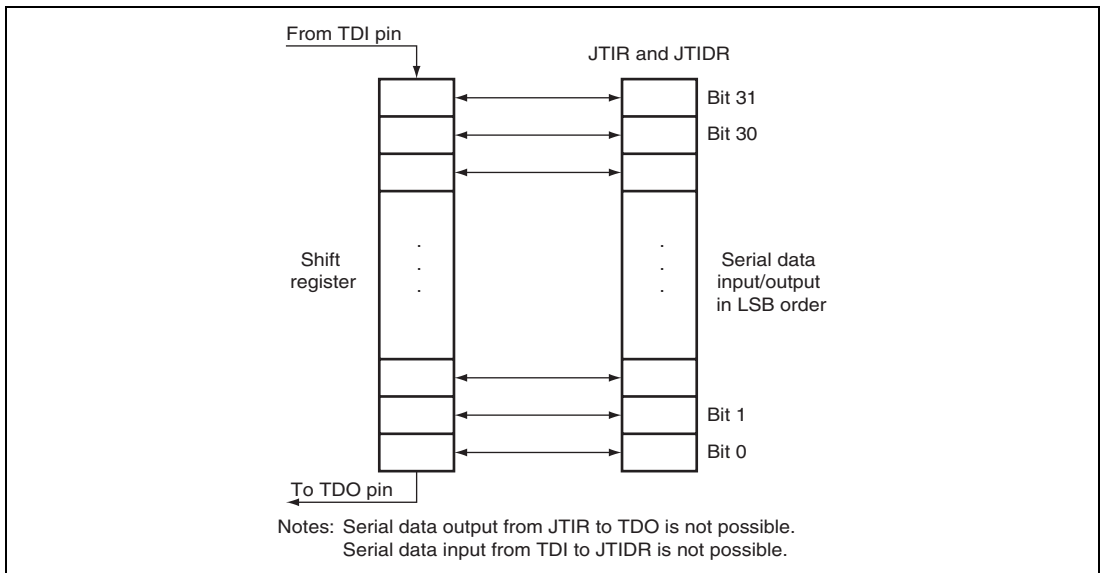 From TDI pin
JTIR and JTIDR
Bit 31
Bit 30
Shift
register
Serial data
input/output
in LSB order
Bit 1
Bit 0
To TDO pin
Notes: Serial data output from JTIR to TDO is not possible.
Serial data input from TDI to JTIDR is not possible.